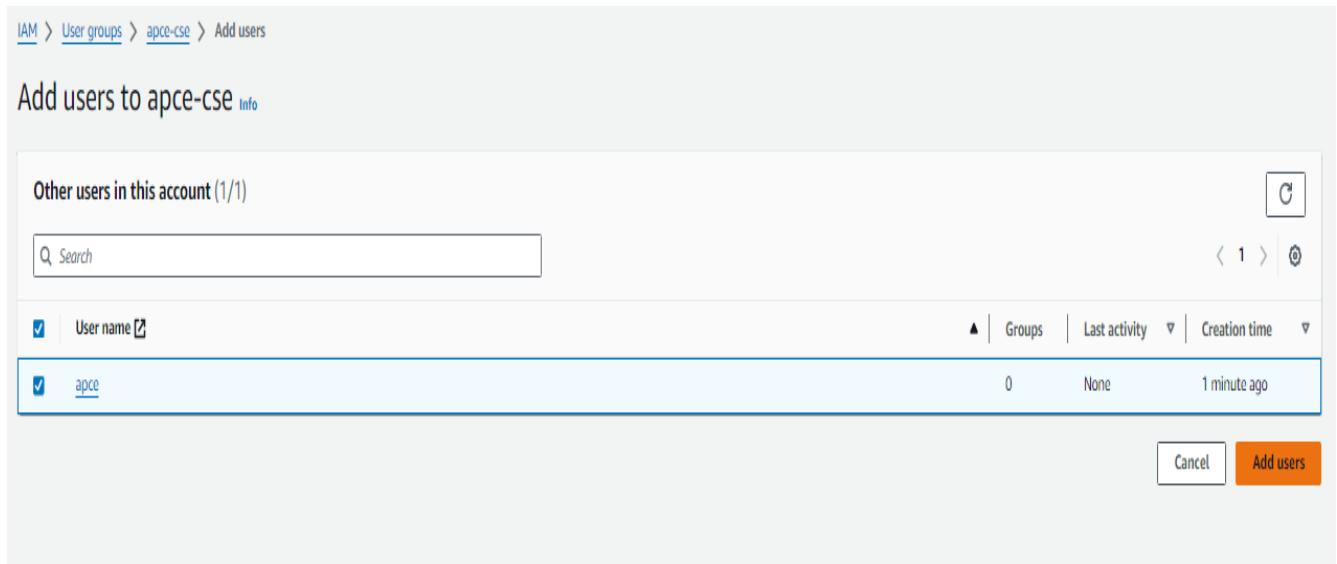 IAM > User groups > apce-cse > Add users
Add users to apce-cse Info
Other users in this account (1/1)
Search
1
User name Groups Last activity Creation time
apce 0 None 1 minute ago
Cancel Add users